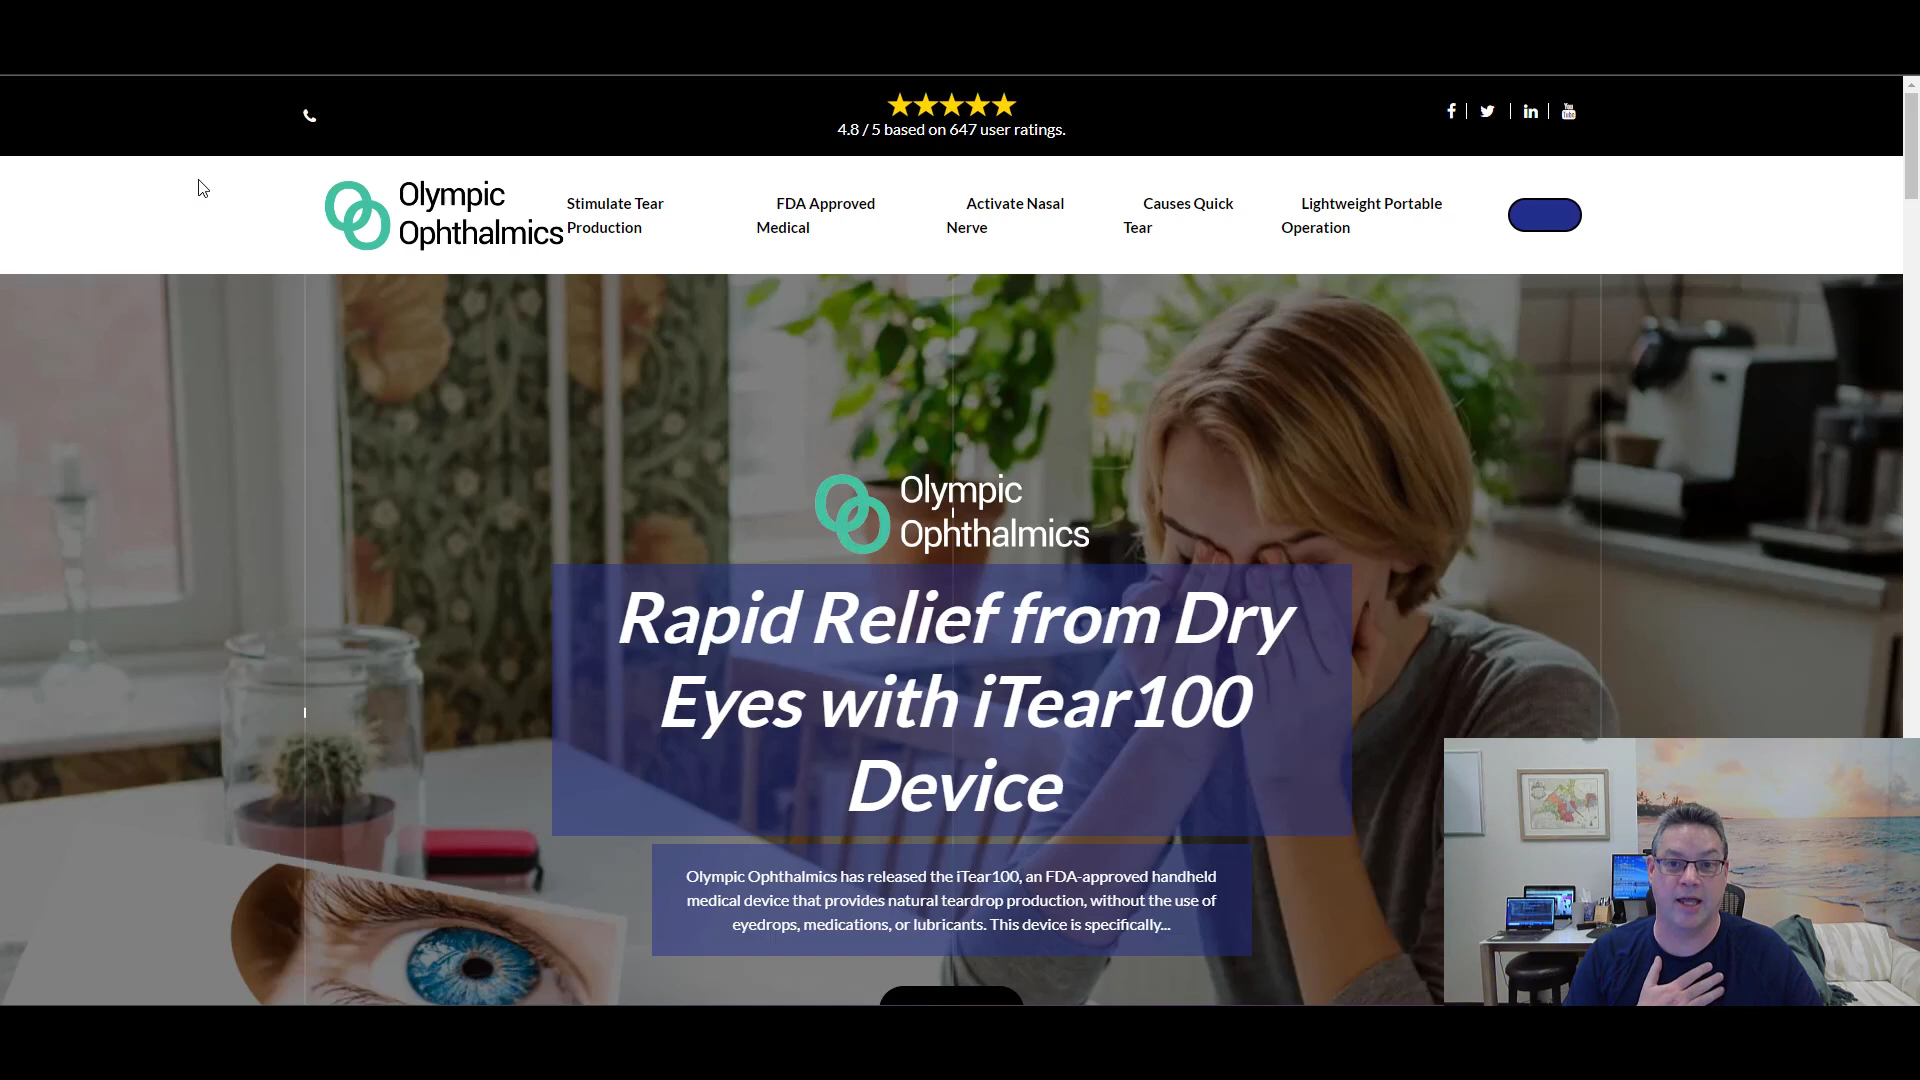 4.8 / 5 based on 647 user ratings.
Olympic
Ophthalmics
Stimulate Tear
Production
FDA Approved
Medical
Activate Nasal
Nerve
Causes Quick
Tear
Lightweight Portable
Operation
Olympic
Ophthalmics
Rapid Relief from Dry
Eyes with iTear100
Device
Olympic Ophthalmics has released the iTear100, an FDA-approved handheld
medical device that provides natural teardrop production, without the use of
eyedrops, medications, or lubricants. This device is specifically...